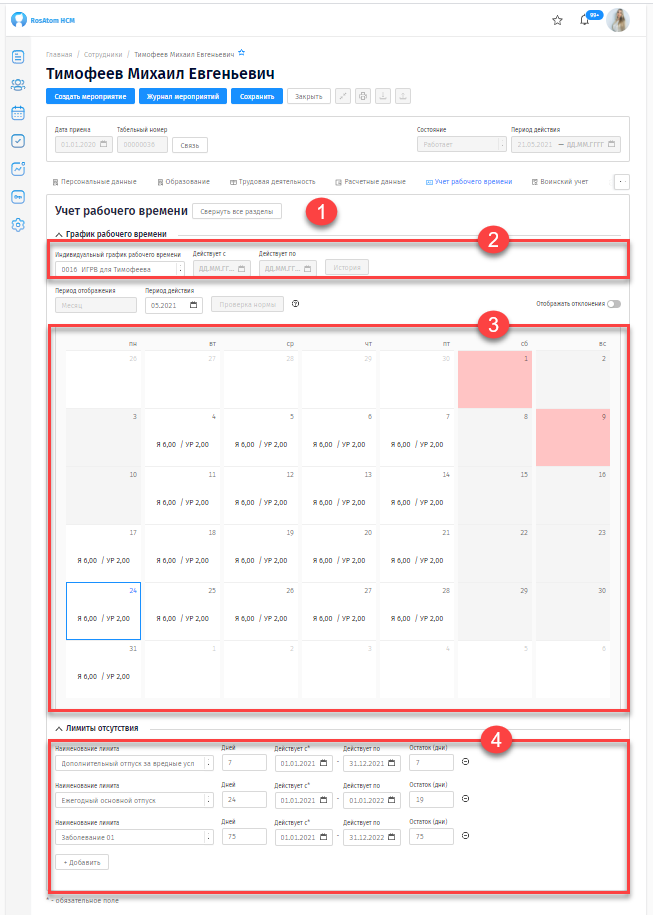 RosAtom HCM
99+
Главная / Сотрудники / Тимофеев Михаил Евгеньевич
Тимофеев Михаил Евгеньевич
Создать мероприятие Журнал мероприятий Сохранить Закрыть
Дата приема Табельный номер Состояние Период действия
01.01.2020 00000036 Связь Работает 21.05.2021 — ДД.ММ.ГГГГ
Персональные данные Образование Трудовая деятельность Расчетные данные Учет рабочего времени Воинский учет
Учет рабочего времени Свернуть все разделы 1
График рабочего времени 2
Индивидуальный график рабочего времени Действует с Действует по
0016 ИГРВ для Тимофеева ДД.ММ.ГГ... ДД.ММ.ГГ... История
Период отображения Период действия
Месяц 05.2021 Проверка нормы Отображать отклонения
3
пн вт ср чт пт сб вс
26 27 28 29 30 1 2
3 4 5 6 7 8 9
Я 6,00 / УР 2,00 Я 6,00 / УР 2,00 Я 6,00 / УР 2,00 Я 6,00 / УР 2,00
10 11 12 13 14 15 16
Я 6,00 / УР 2,00 Я 6,00 / УР 2,00 Я 6,00 / УР 2,00 Я 6,00 / УР 2,00
17 18 19 20 21 22 23
Я 6,00 / УР 2,00 Я 6,00 / УР 2,00 Я 6,00 / УР 2,00 Я 6,00 / УР 2,00 Я 6,00 / УР 2,00
24 25 26 27 28 29 30
Я 6,00 / УР 2,00 Я 6,00 / УР 2,00 Я 6,00 / УР 2,00 Я 6,00 / УР 2,00 Я 6,00 / УР 2,00
31 1 2 3 4 5 6
Я 6,00 / УР 2,00
Лимиты отсутствия 4
Наименование лимита Дней Действует с* Действует по Остаток (дни)
Дополнительный отпуск за вредные усл 7 01.01.2021 - 31.12.2021 7
Наименование лимита Дней Действует с* Действует по Остаток (дни)
Ежегодный основной отпуск 24 01.01.2021 - 01.01.2022 19
Наименование лимита Дней Действует с* Действует по Остаток (дни)
Заболевание 01 75 01.01.2021 - 31.12.2022 75
+ Добавить
* - обязательное поле